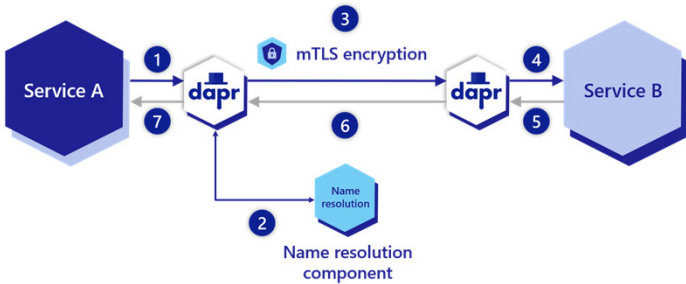 3
mTLS encryption
1
4
Service A
dapr
dapr
Service B
7
6
5
Name
resolution
2
Name resolution
component